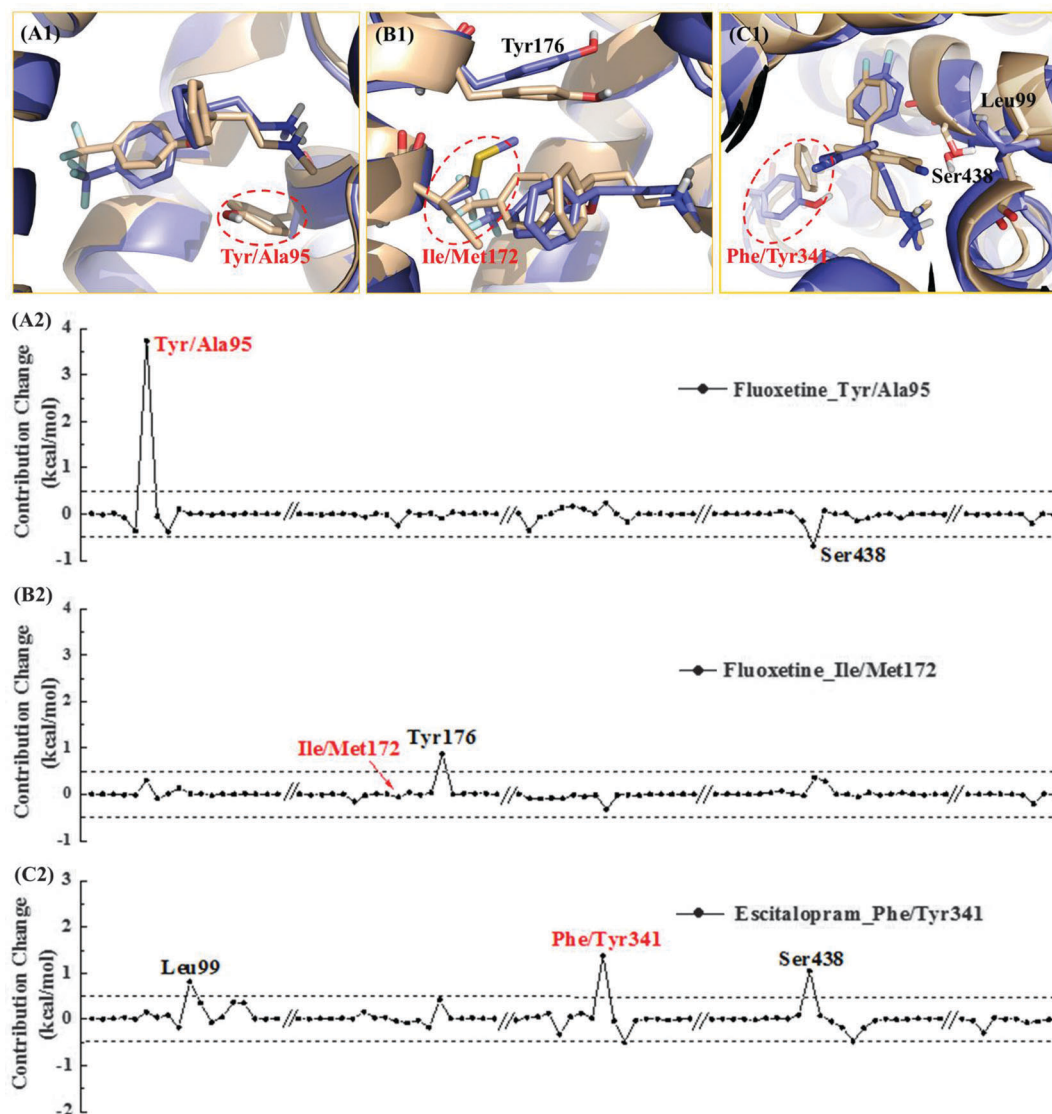 (A1)
Tyr/Ala95
(B1)
Tyr176
Ile/Met172
(C1)
Leu99
Ser438
Phe/Tyr341
(A2)
Contribution Change
(kcal/mol)
4
3
2
1
0
-1
Tyr/Ala95
Fluoxetine_Tyr/Ala95
Ser438
(B2)
Contribution Change
(kcal/mol)
4
3
2
1
0
-1
Ile/Met172
Tyr176
Fluoxetine_Ile/Met172
(C2)
Contribution Change
(kcal/mol)
3
2
1
0
-1
-2
Leu99
Phe/Tyr341
Ser438
Escitalopram_Phe/Tyr341